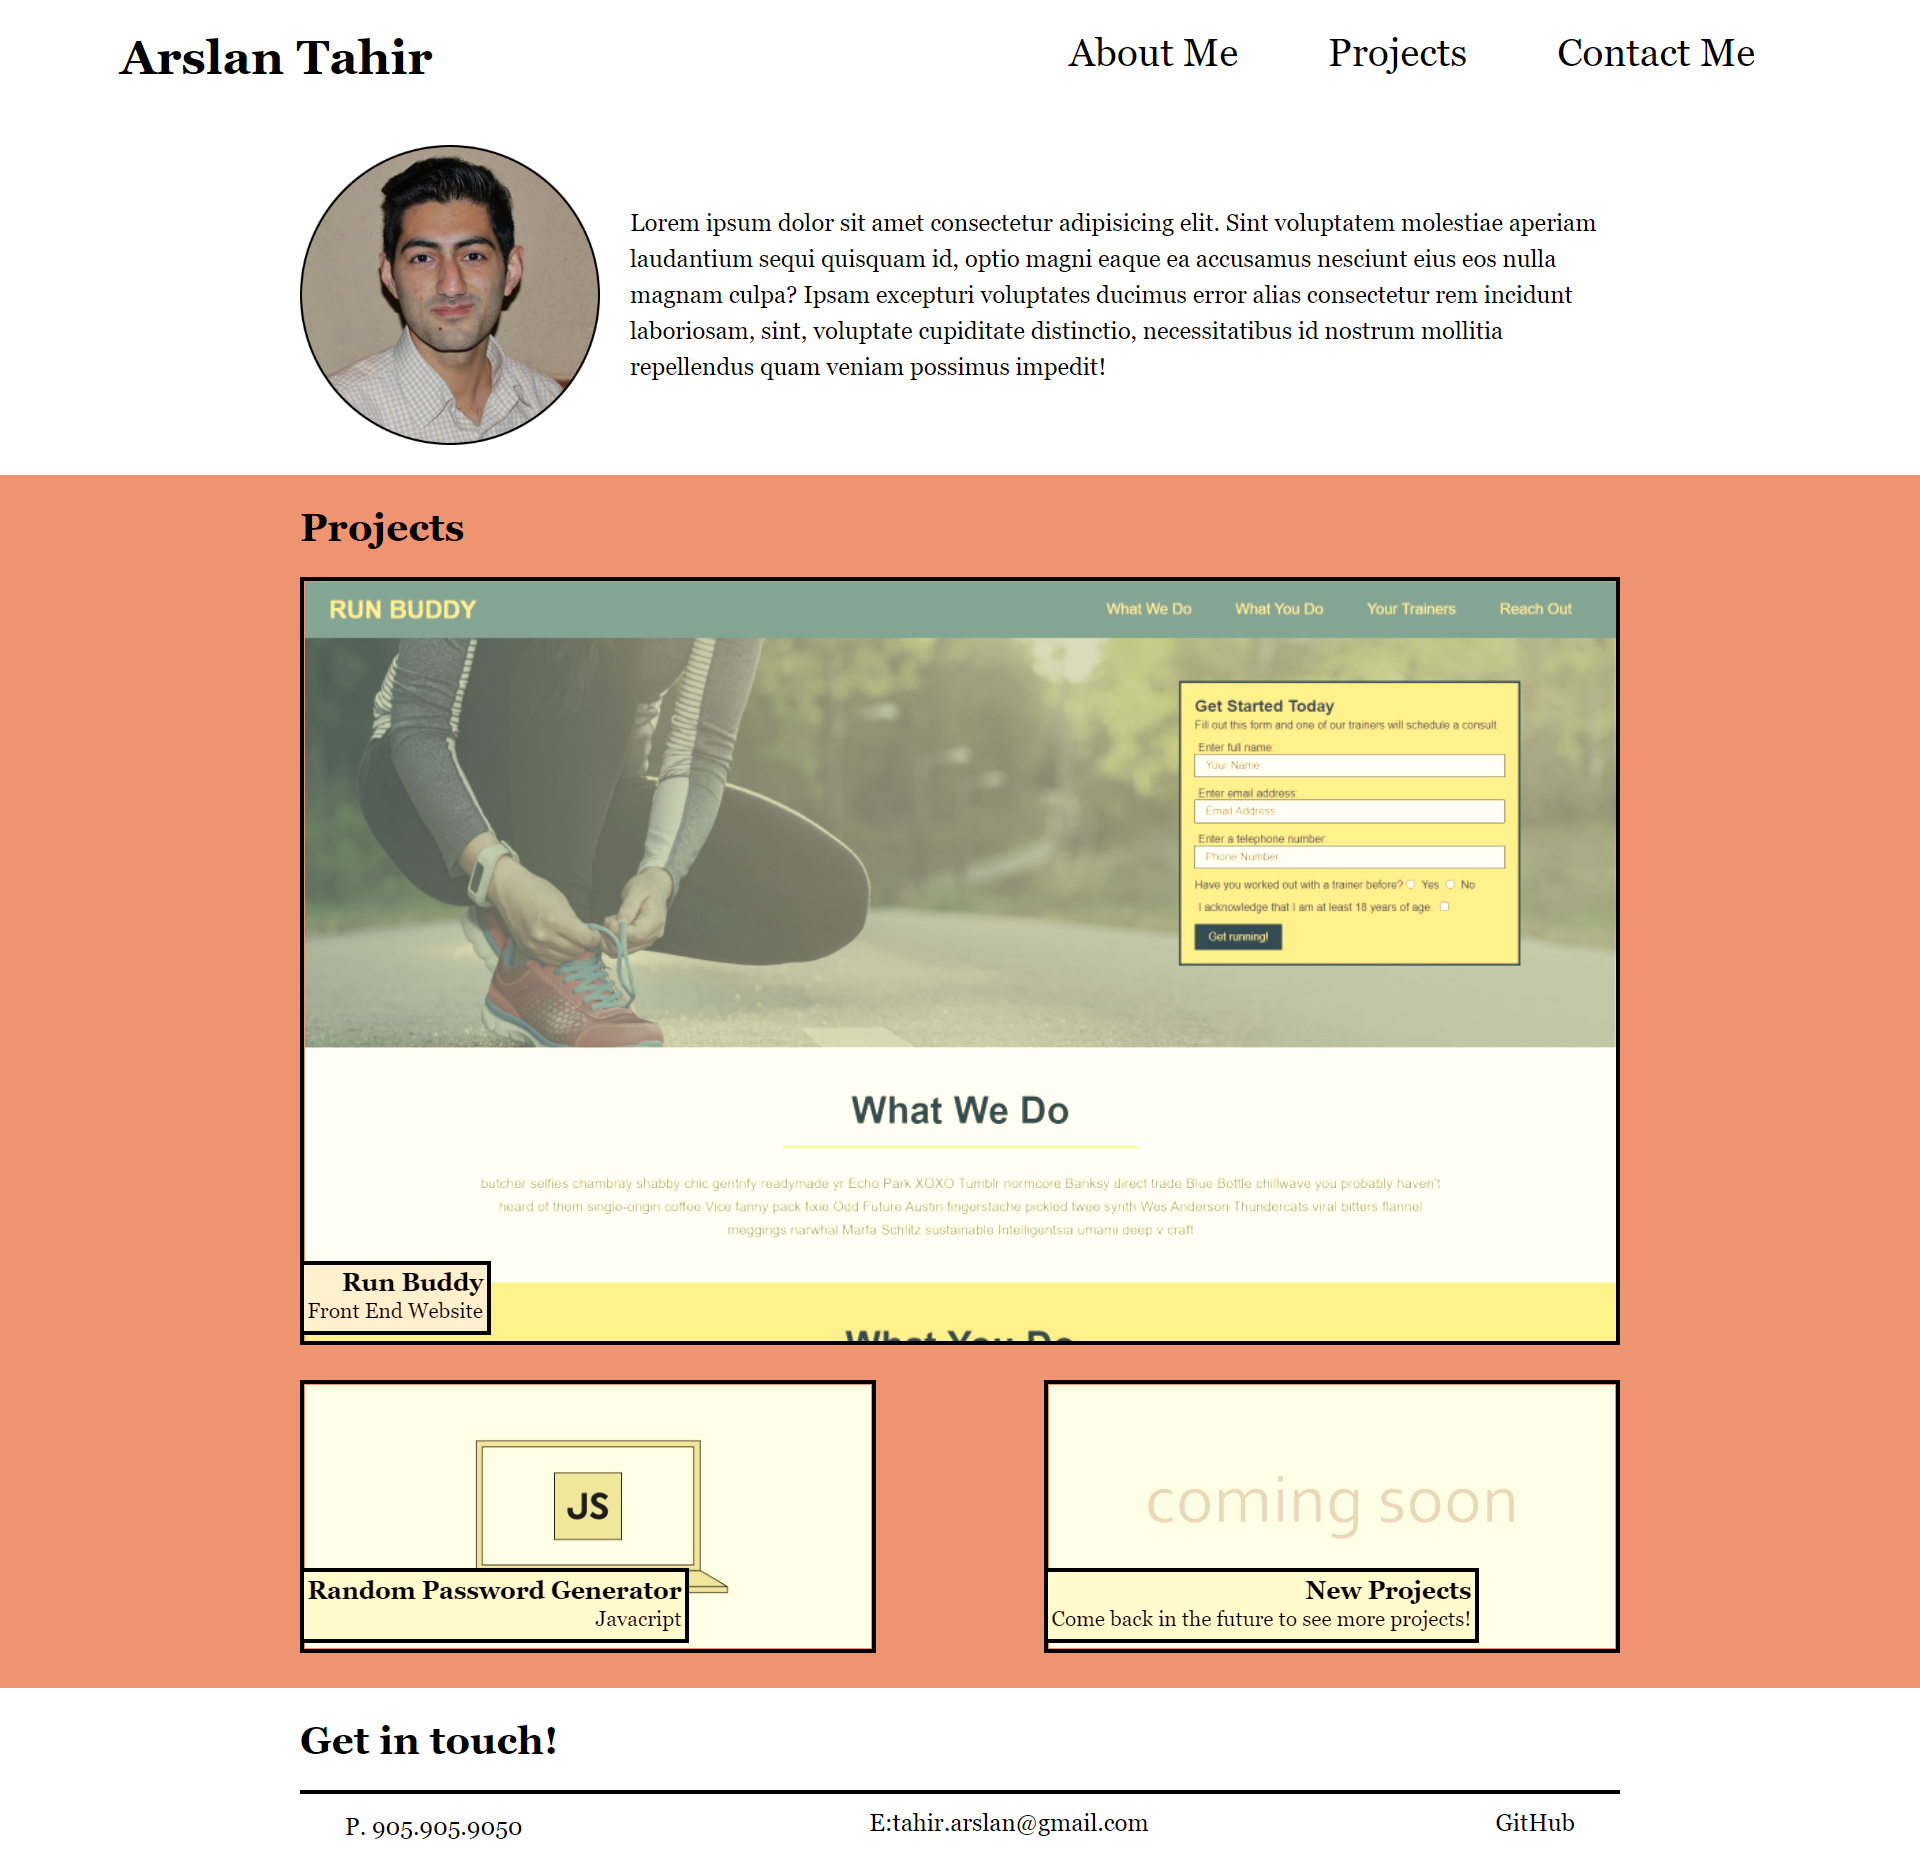 Arslan Tahir
About Me Projects Contact Me
Lorem ipsum dolor sit amet consectetur adipisicing elit. Sint voluptatem molestiae aperiam
laudantium sequi quisquam id, optio magni eaque ea accusamus nesciunt eius eos nulla
magnam culpa? Ipsam excepturi voluptates ducimus error alias consectetur rem incidunt
laboriosam, sint, voluptate cupiditate distinctio, necessitatibus id nostrum mollitia
repellendus quam veniam possimus impedit!
Projects
RUN BUDDY
What We Do What You Do Your Trainers Reach Out
Get Started Today
Fill out this form and one of our trainers will schedule a consult
Enter full name:
Your Name
Enter email address:
Email Address
Enter a telephone number:
Phone Number
Have you worked out with a trainer before? Yes No
I acknowledge that I am at least 18 years of age.
Get running!
What We Do
butcher selfies chambray shabby chic gentrify readymade yr Echo Park XOXO Tumblr normcore Banksy direct trade Blue Bottle chillwave you probably haven't
heard of them single-origin coffee Vice fanny pack fixie Odd Future Austin fingerstache pickled twee synth Wes Anderson Thundercats viral bitters flannel
meggings narwhal Marfa Schlitz sustainable Intelligentsia umami deep v craft
What You Do
Run Buddy
Front End Website
JS
Random Password Generator
Javacript
coming soon
New Projects
Come back in the future to see more projects!
Get in touch!
P. 905.905.9050
E:tahir.arslan@gmail.com
GitHub